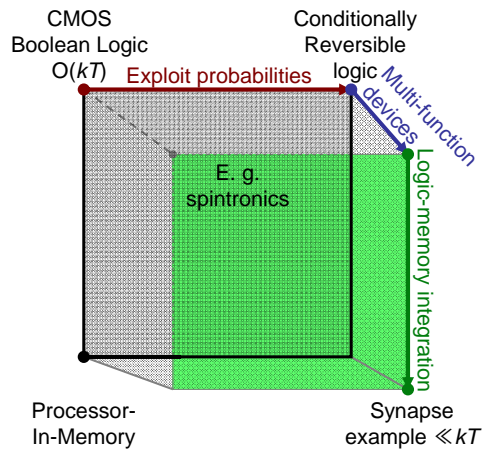 CMOS
Boolean Logic
O(kT)
Conditionally
Reversible
logic
Exploit probabilities
Multi-function
devices
E. g.
spintronics
Logic-memory integration
Processor-
In-Memory
Synapse
example ≪kT